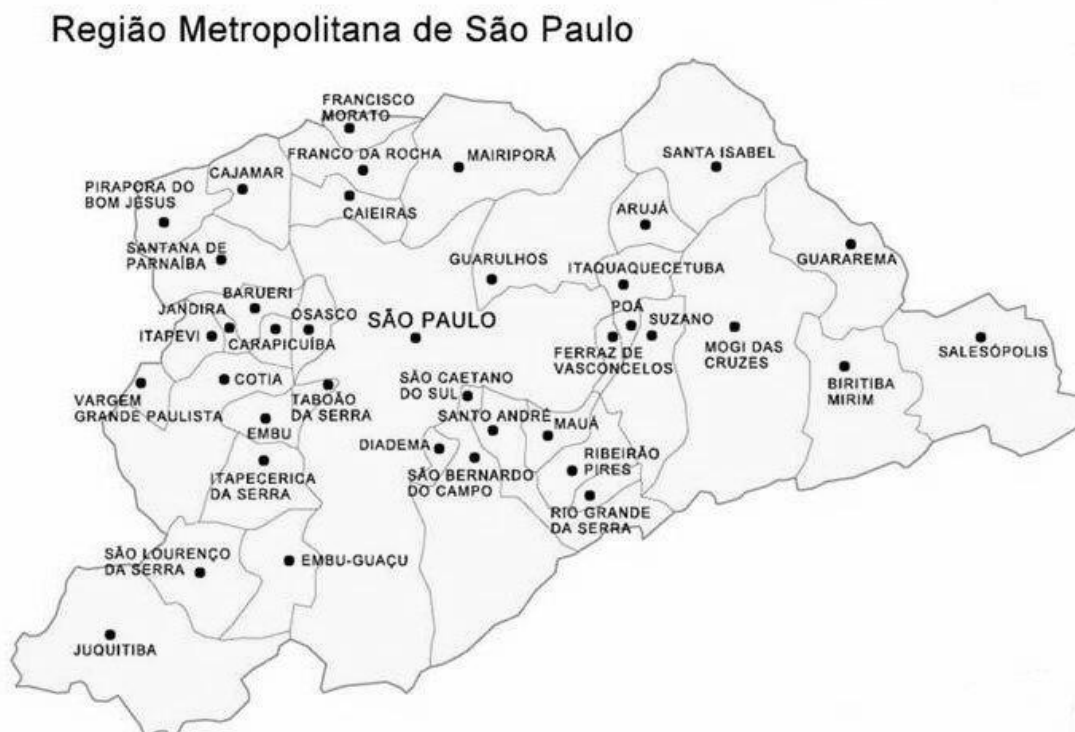 Região Metropolitana de São Paulo
FRANCISCO
MORATO
FRANCO DA ROCHA
MAIRIPORÃ
SANTA ISABEL
CAJAMAR
PIRAPORA DO
BOM JESUS
CAIEIRAS
ARUJÁ
SANTANA DE
PARNAÍBA
GUARULHOS
ITAQUAQUECETUBA
GUARAREMA
BARUERI
JANDIRA
OSASCO
SÃO PAULO
POÁ
SUZANO
ITAPEVI
CARAPICUÍBA
FERRAZ DE
VASCONCELOS
MOGI DAS
CRUZES
SALESÓPOLIS
COTIA
SÃO CAETANO
DO SUL
BIRITIBA
MIRIM
VARGEM
GRANDE PAULISTA
TABOÃO
DA SERRA
EMBU
SANTO ANDRÉ
MAUÁ
DIADEMA
RIBEIRÃO
PIRES
ITAPECERICA
DA SERRA
SÃO BERNARDO
DO CAMPO
RIO GRANDE
DA SERRA
SÃO LOURENÇO
DA SERRA
EMBU-GUAÇU
JUQUITIBA